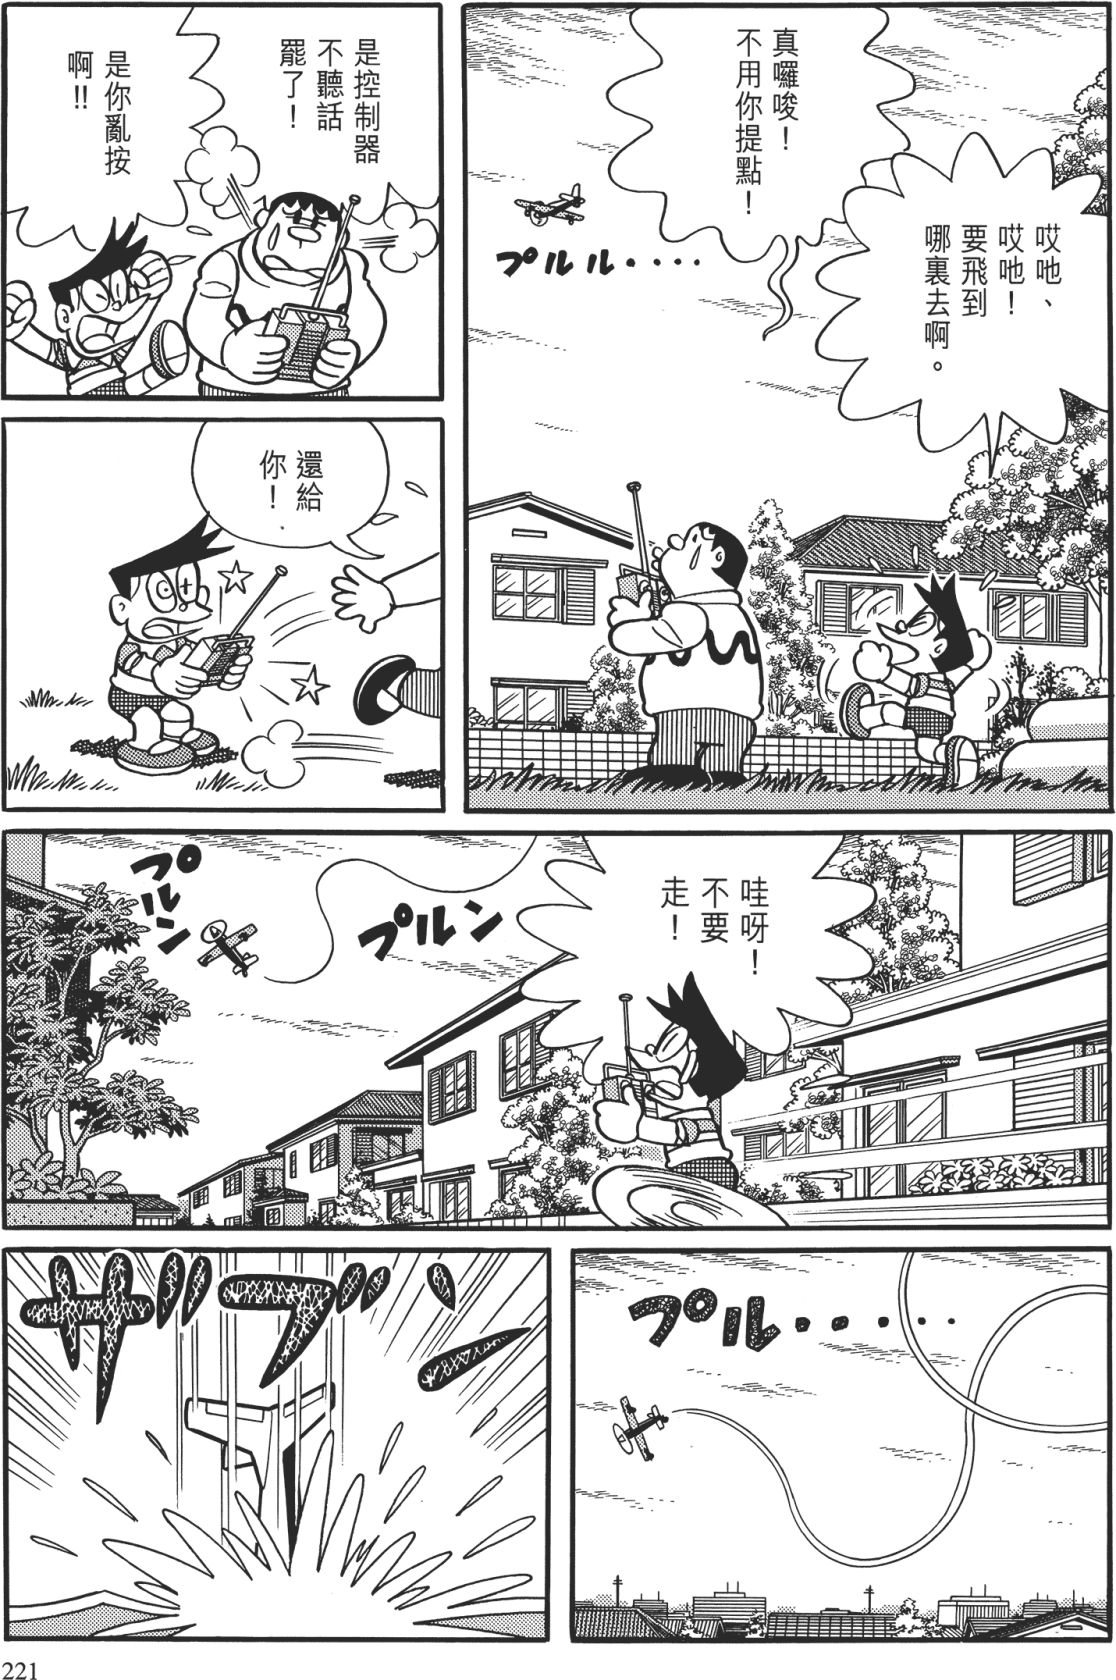 哎吔、
哎吔！
要飛到
哪裏去啊。
真囉唆！
不用你提點！
プルルル‥‥
是控制器
不聽話
罷了！
是你亂按
啊!!
還給
你！
哇呀！
不要
走！
プルン
プルン
プル‥‥‥
ザブーン
221